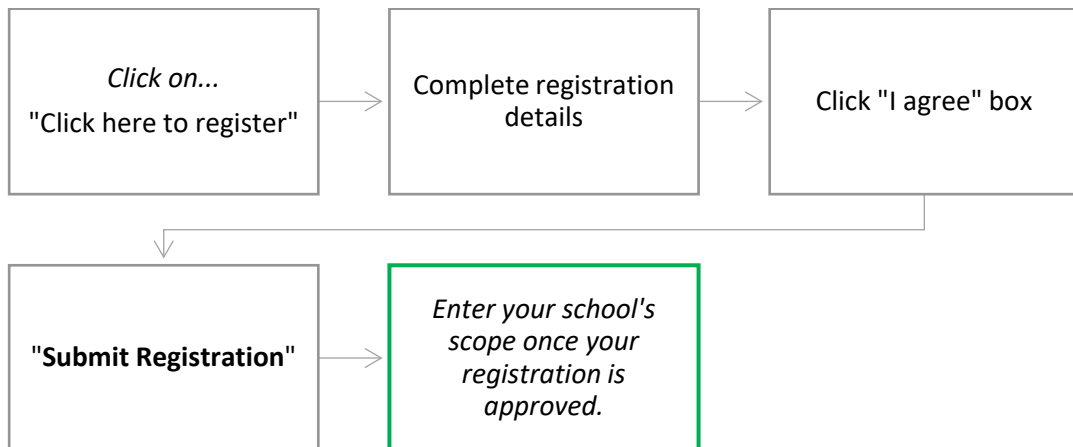 Click on...
"Click here to register"
Complete registration
details
Click "I agree" box
"Submit Registration"
Enter your school's
scope once your
registration is
approved.